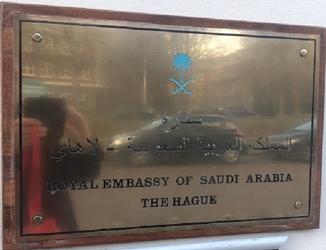 سفارة
المملكة العربية السعودية - لاهاي
ROYAL EMBASSY OF SAUDI ARABIA
THE HAGUE